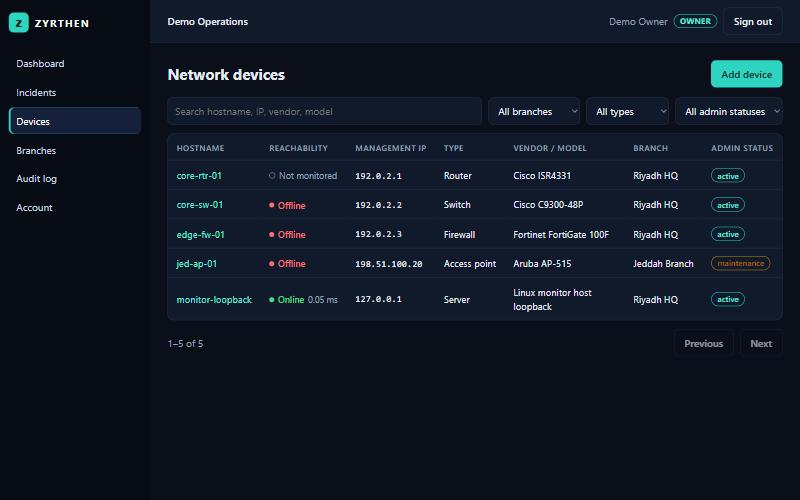 Z ZYRTHEN
Demo Operations
Demo Owner OWNER Sign out
Dashboard
Incidents
Devices
Branches
Audit log
Account
Network devices
Add device
Search hostname, IP, vendor, model
All branches
All types
All admin statuses
HOSTNAME REACHABILITY MANAGEMENT IP TYPE VENDOR / MODEL BRANCH ADMIN STATUS
core-rtr-01 Not monitored 192.0.2.1 Router Cisco ISR4331 Riyadh HQ active
core-sw-01 Offline 192.0.2.2 Switch Cisco C9300-48P Riyadh HQ active
edge-fw-01 Offline 192.0.2.3 Firewall Fortinet FortiGate 100F Riyadh HQ active
jed-ap-01 Offline 198.51.100.20 Access point Aruba AP-515 Jeddah Branch maintenance
monitor-loopback Online 0.05 ms 127.0.0.1 Server Linux monitor host loopback Riyadh HQ active
1–5 of 5
Previous Next